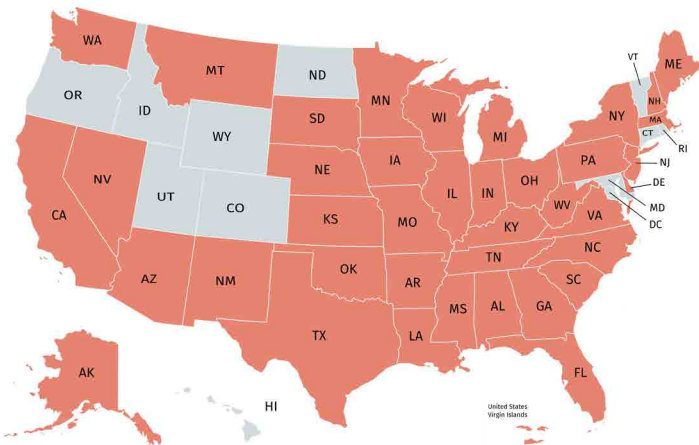 WA
MT
ND
MN
OR
ID
WY
SD
WI
MI
VT
ME
NH
NY
MA
CT
RI
NV
UT
CO
NE
IA
IL
IN
OH
PA
NJ
DE
MD
DC
CA
KS
MO
KY
WV
VA
AZ
NM
OK
AR
TN
NC
SC
TX
LA
MS
AL
GA
FL
AK
HI
United States
Virgin Islands